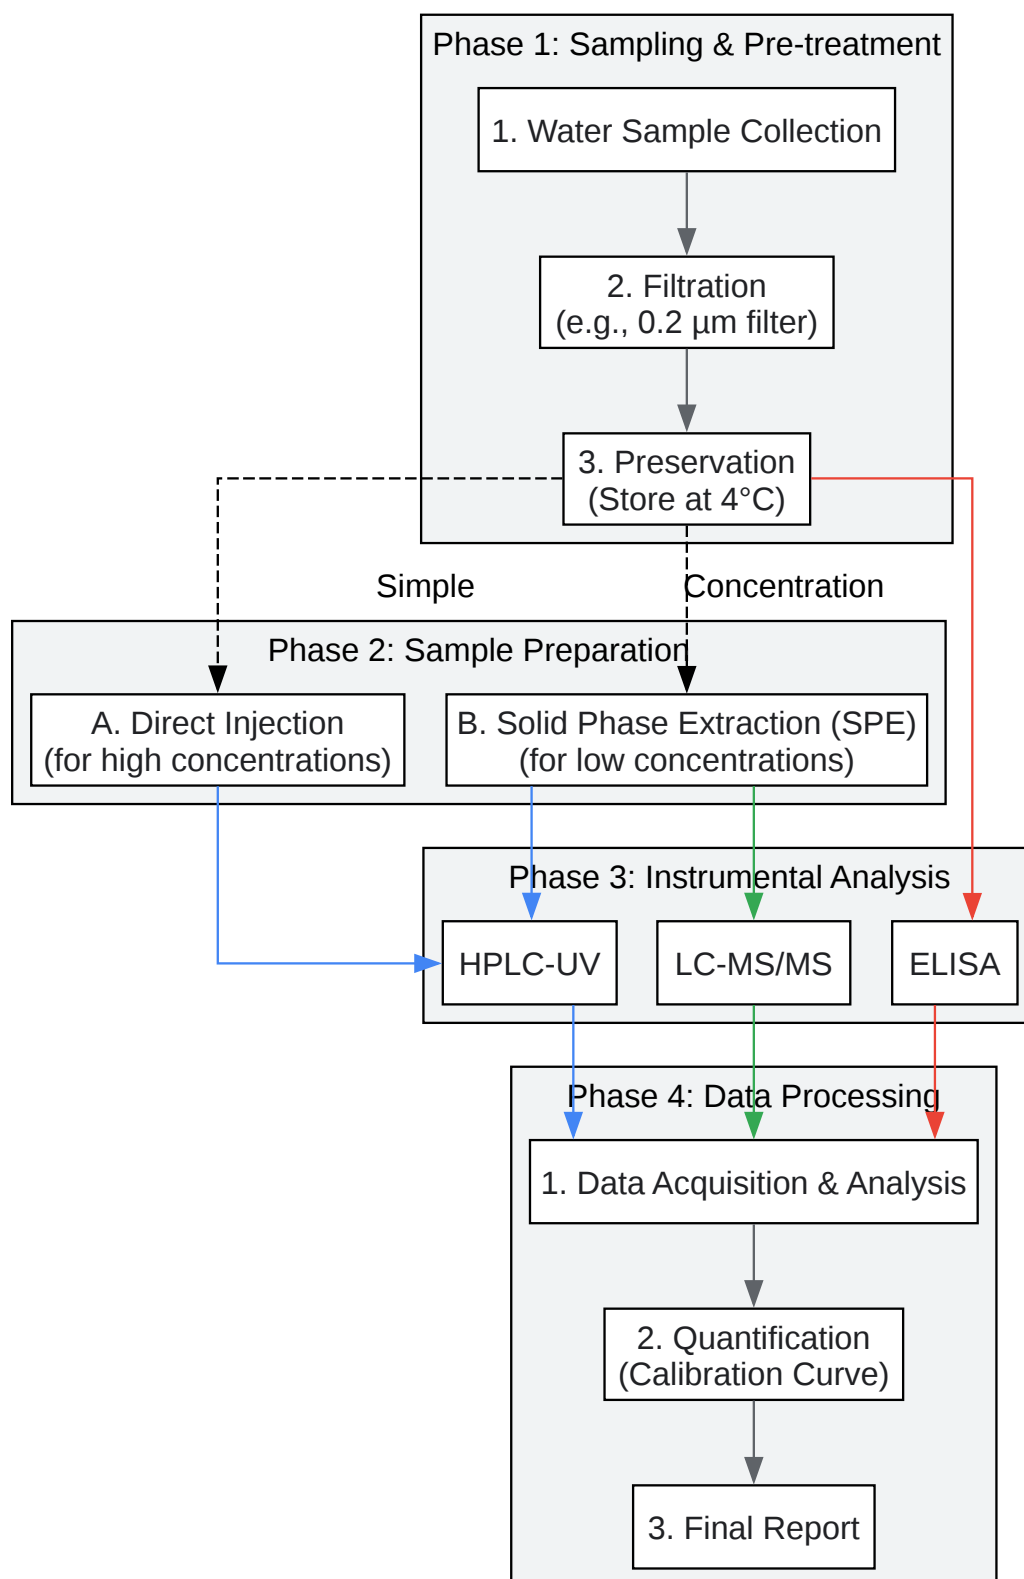 Phase 1: Sampling & Pre-treatment
1. Water Sample Collection
2. Filtration
(e.g., 0.2 µm filter)
3. Preservation
(Store at 4°C)
Simple
Concentration
Phase 2: Sample Preparation
A. Direct Injection
(for high concentrations)
B. Solid Phase Extraction (SPE)
(for low concentrations)
Phase 3: Instrumental Analysis
HPLC-UV
LC-MS/MS
ELISA
Phase 4: Data Processing
1. Data Acquisition & Analysis
2. Quantification
(Calibration Curve)
3. Final Report